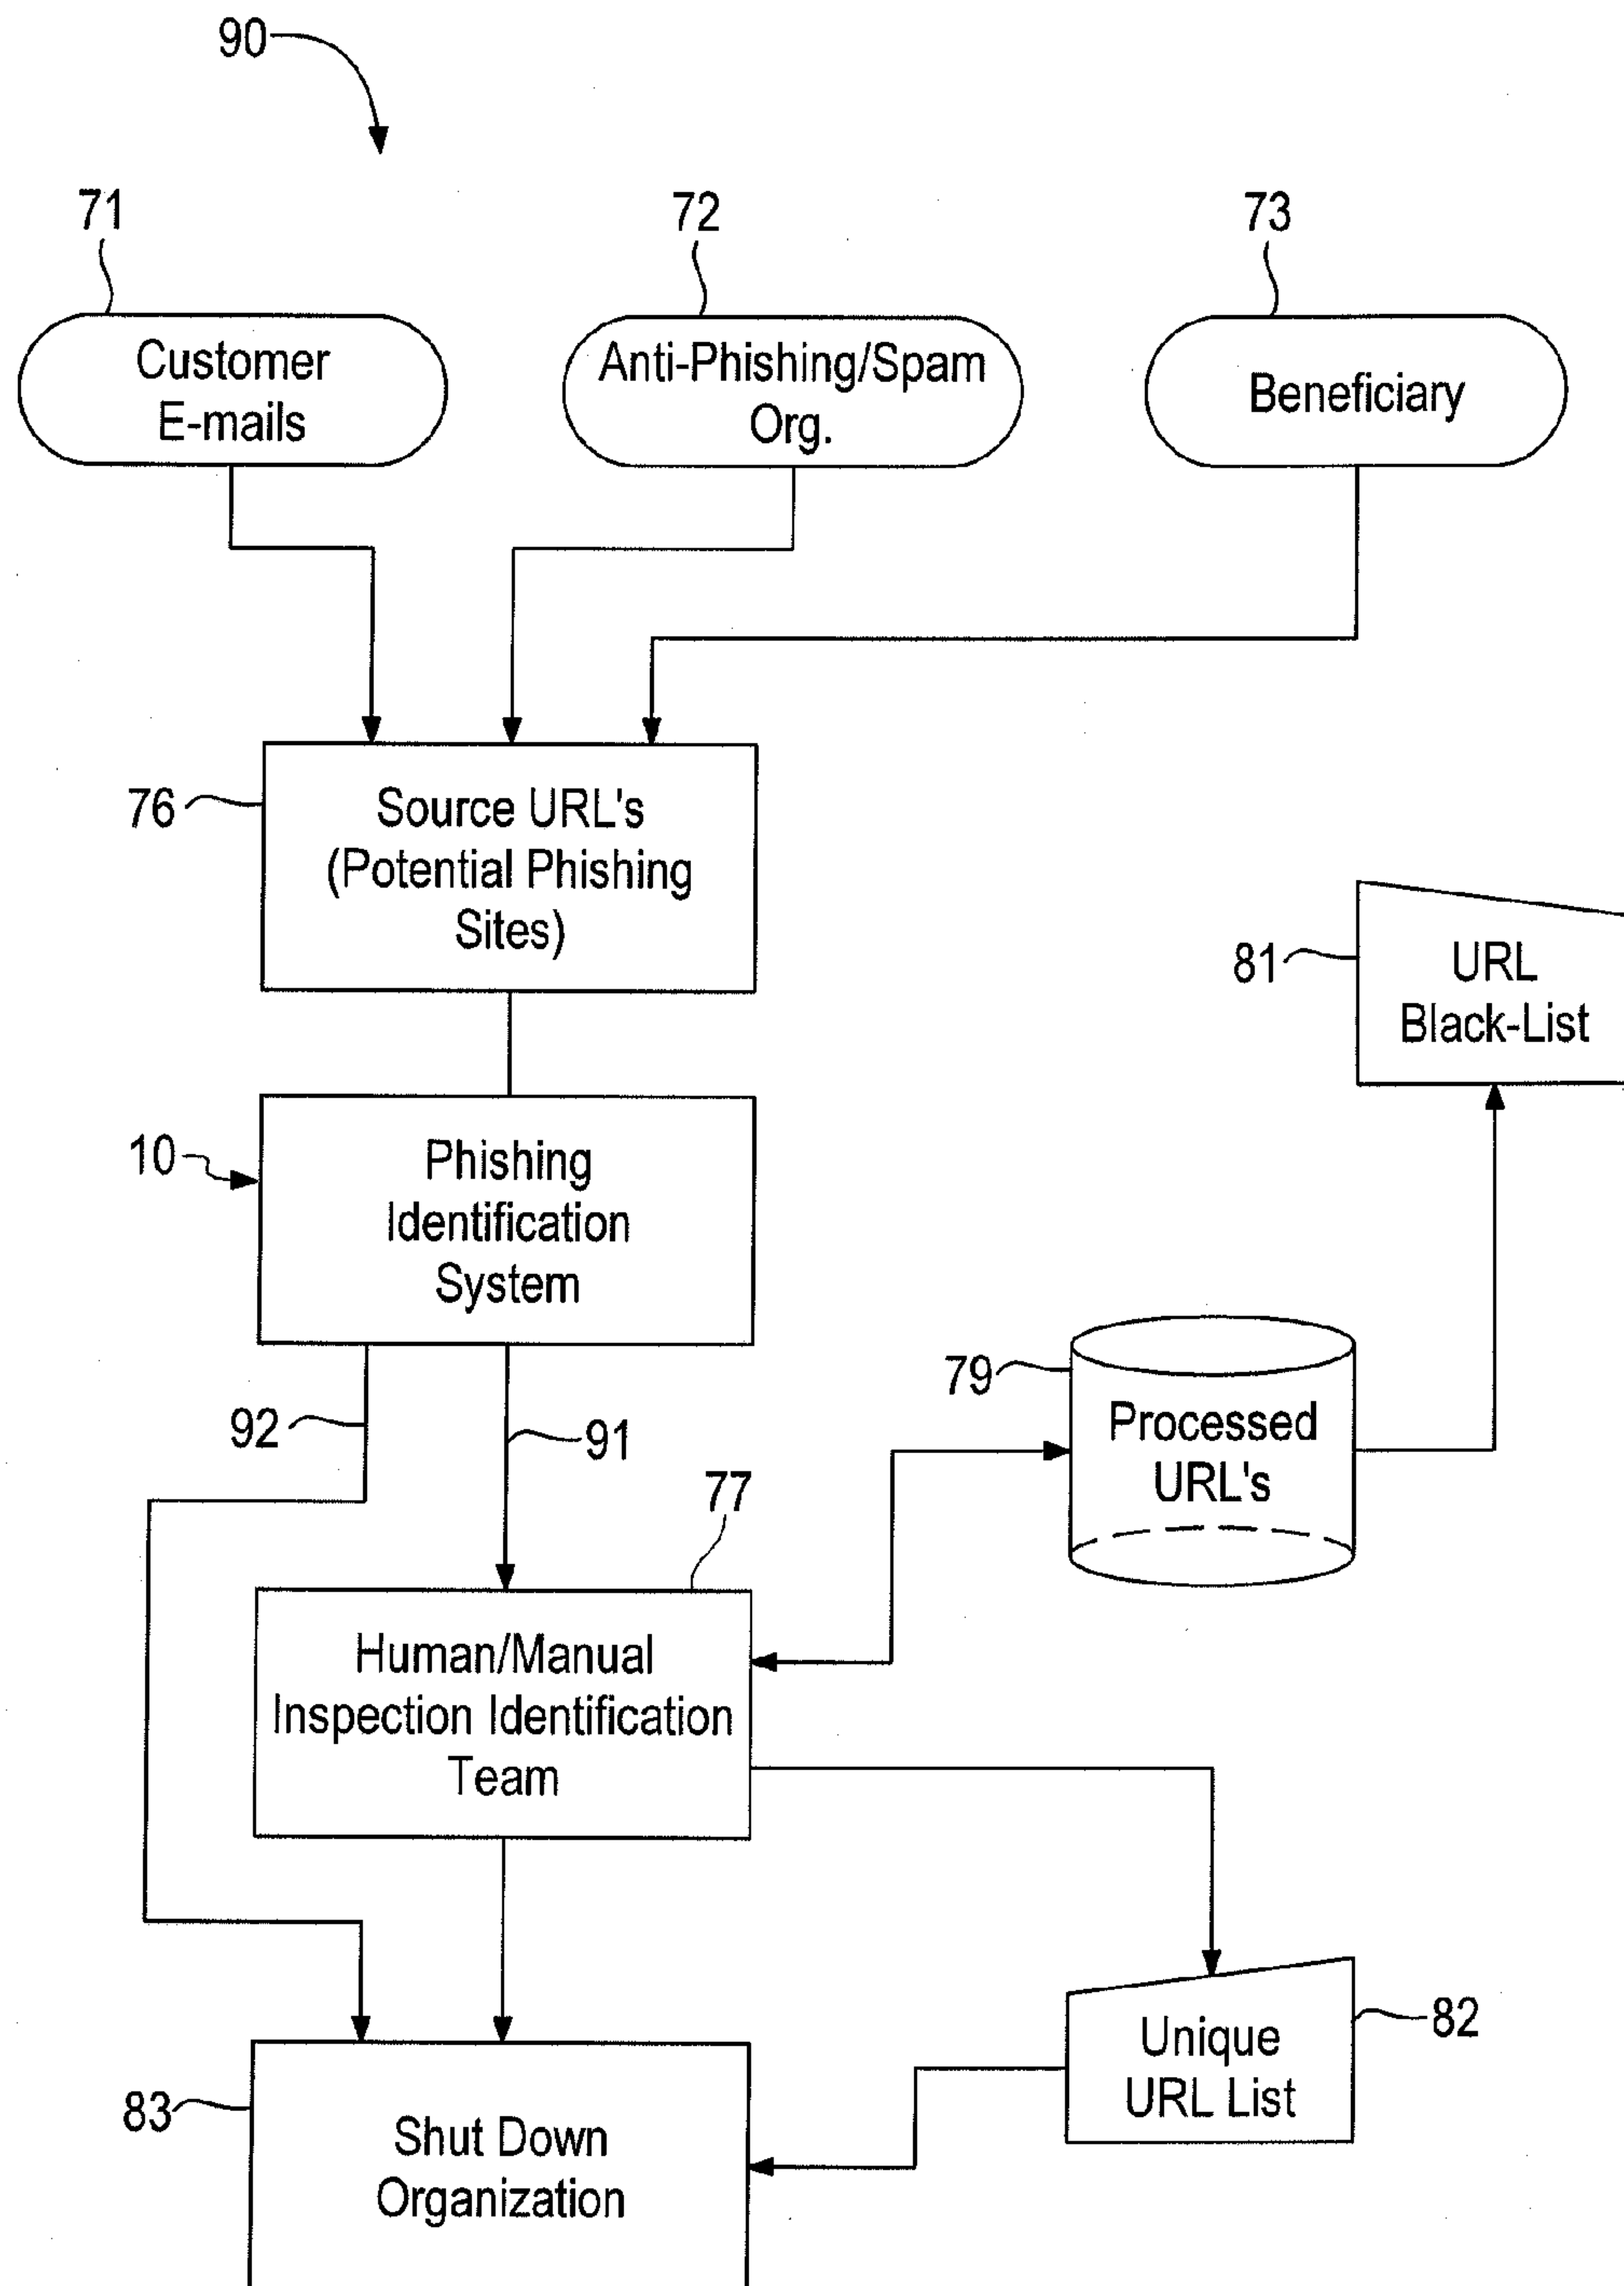 90
71
72
73
Customer
E-mails
Anti-Phishing/Spam
Org.
Beneficiary
76
Source URL's
(Potential Phishing
Sites)
81
URL
Black-List
10
Phishing
Identification
System
79
Processed
URL's
92
91
77
Human/Manual
Inspection Identification
Team
82
Unique
URL List
83
Shut Down
Organization